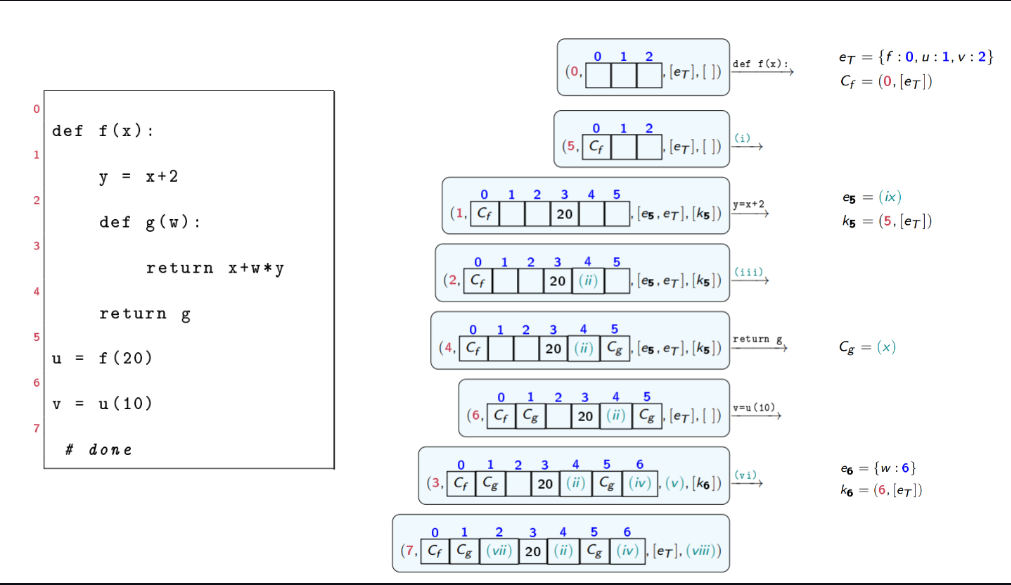 0
def f(x):
1
y = x+2
2
def g(w):
3
return x+w*y
4
return g
5
u = f(20)
6
v = u(10)
7
# done
0 1 2
(0, , [e_T], [ ]) def f(x):
e_T = {f : 0, u : 1, v : 2}
C_f = (0, [e_T])
0 1 2
(5, C_f , [e_T], [ ]) (i)
0 1 2 3 4 5
(1, C_f 20 , [e_5, e_T], [k_5]) y=x+2
e_5 = (ix)
k_5 = (5, [e_T])
0 1 2 3 4 5
(2, C_f 20 (ii) , [e_5, e_T], [k_5]) (iii)
0 1 2 3 4 5
(4, C_f 20 (ii) C_g , [e_5, e_T], [k_5]) return g
C_g = (x)
0 1 2 3 4 5
(6, C_f C_g 20 (ii) C_g , [e_T], [ ]) v=u(10)
0 1 2 3 4 5 6
(3, C_f C_g 20 (ii) C_g (iv) , (v), [k_6]) (vi)
e_6 = {w : 6}
k_6 = (6, [e_T])
0 1 2 3 4 5 6
(7, C_f C_g (vii) 20 (ii) C_g (iv) , [e_T], (viii))